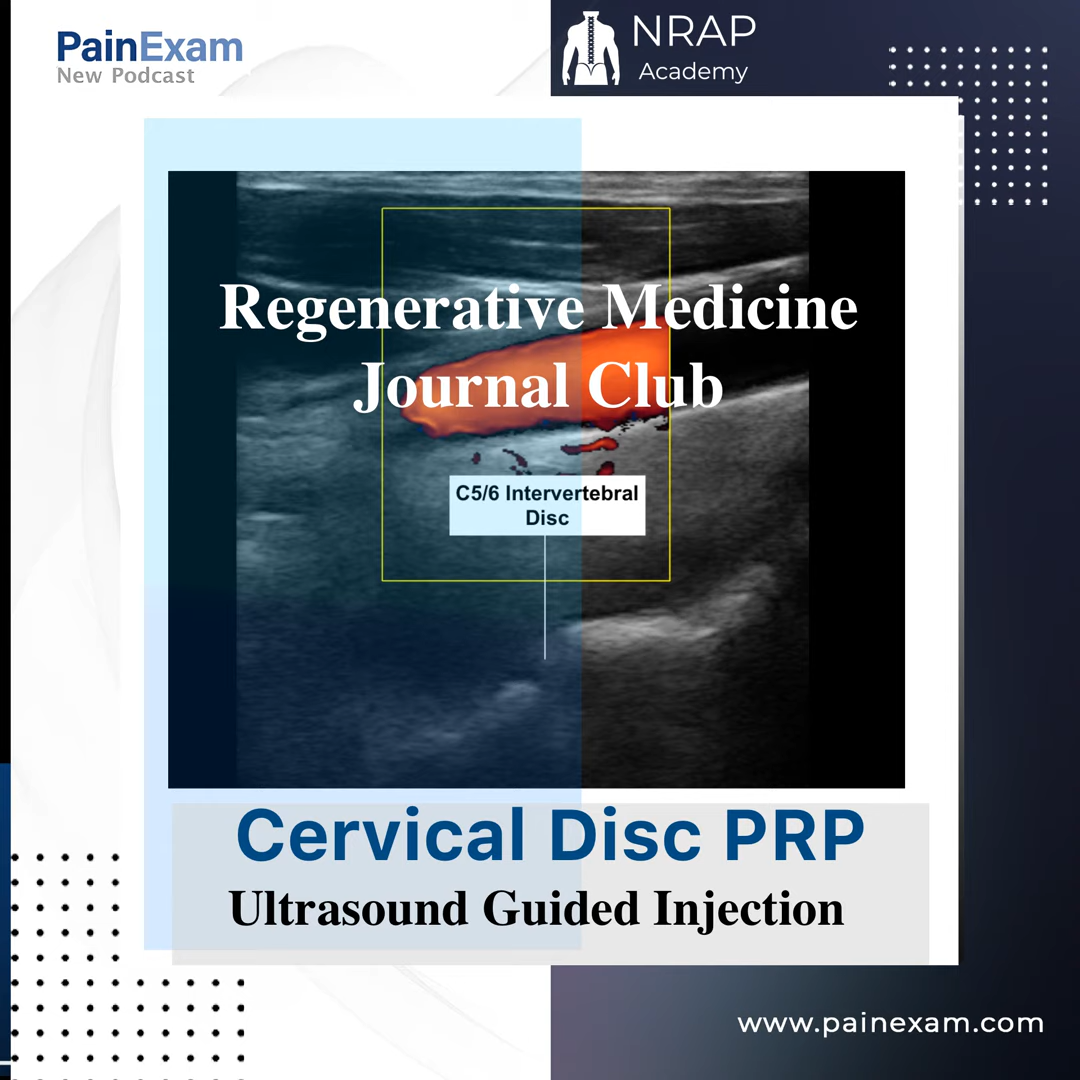 PainExam
New Podcast
NRAP
Academy
Regenerative Medicine
Journal Club
C5/6 Intervertebral
Disc
Cervical Disc PRP
Ultrasound Guided Injection
www.painexam.com